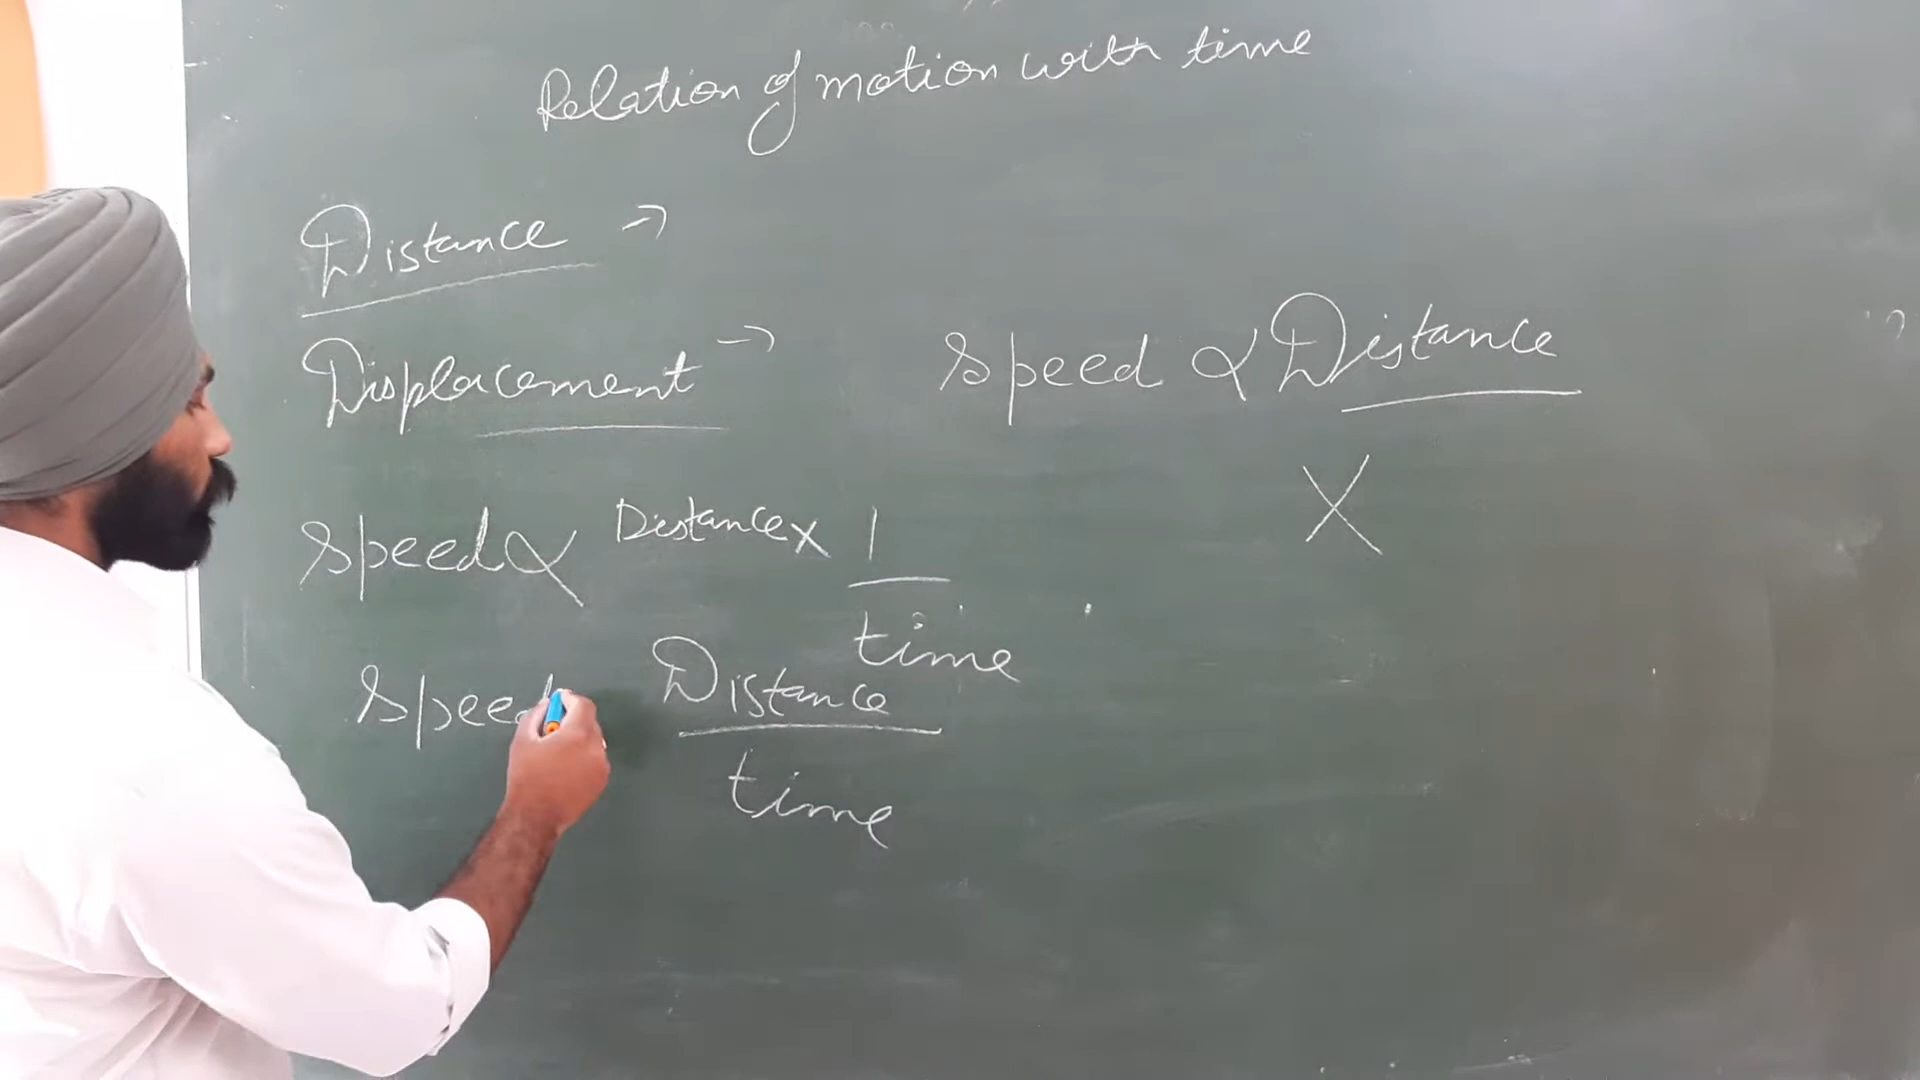 Relation of motion with time
Distance →
Displacement →
Speed ∝ Distance
X
Speed ∝ Distance x 1
time
Speed Distance
time